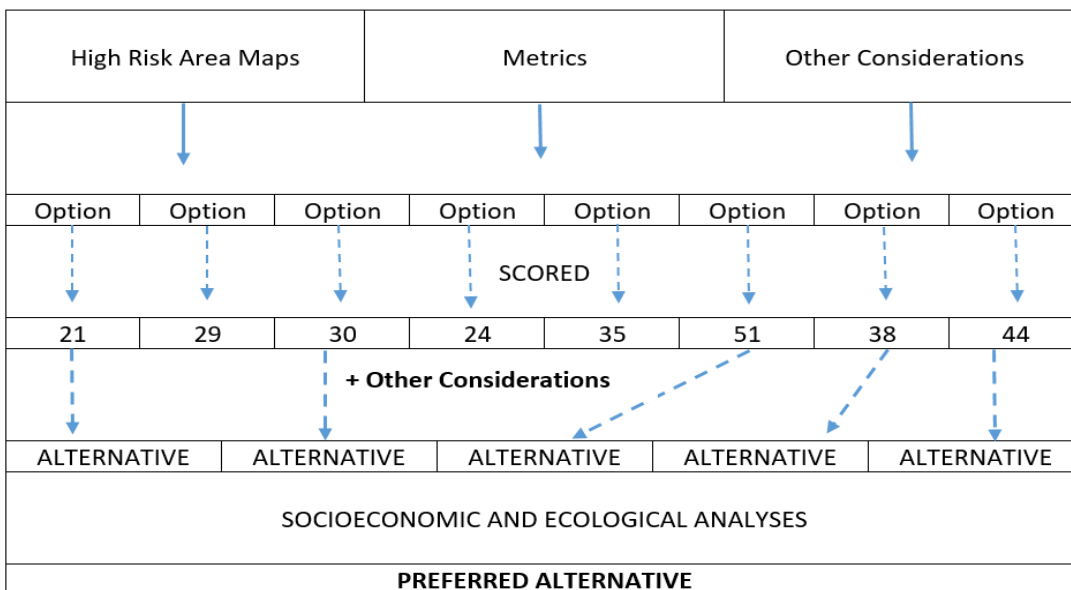 High Risk Area Maps Metrics Other Considerations
Option Option Option Option Option Option Option Option
SCORED
21 29 30 24 35 51 38 44
+ Other Considerations
ALTERNATIVE ALTERNATIVE ALTERNATIVE ALTERNATIVE ALTERNATIVE
SOCIOECONOMIC AND ECOLOGICAL ANALYSES
PREFERRED ALTERNATIVE